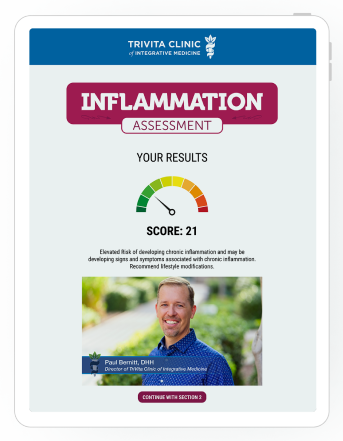 TRIVITA CLINIC
of INTEGRATIVE MEDICINE
INFLAMMATION
ASSESSMENT
YOUR RESULTS
SCORE: 21
Elevated Risk of developing chronic inflammation and may be
developing signs and symptoms associated with chronic inflammation.
Recommend lifestyle modifications.
Paul Bernitt, DHH
Director of TriVita Clinic of Integrative Medicine
CONTINUE WITH SECTION 2